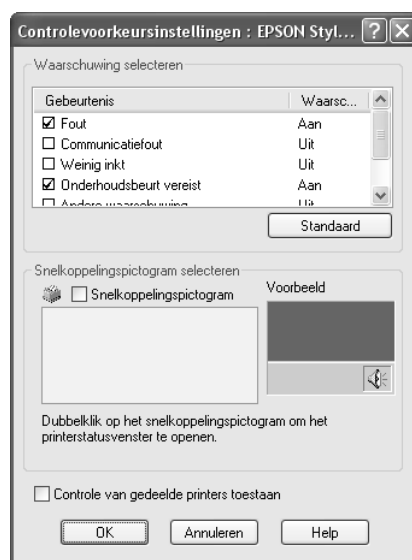 Controlevoorkeursinstellingen : EPSON Styl...
Waarschuwing selecteren
Gebeurtenis Waarsc...
Fout Aan
Communicatiefout Uit
Weinig inkt Uit
Onderhoudsbeurt vereist Aan
Andere waarschuwing Uit
Standaard
Snelkoppelingspictogram selecteren
Snelkoppelingspictogram
Voorbeeld
Dubbelklik op het snelkoppelingspictogram om het
printerstatusvenster te openen.
Controle van gedeelde printers toestaan
OK Annuleren Help